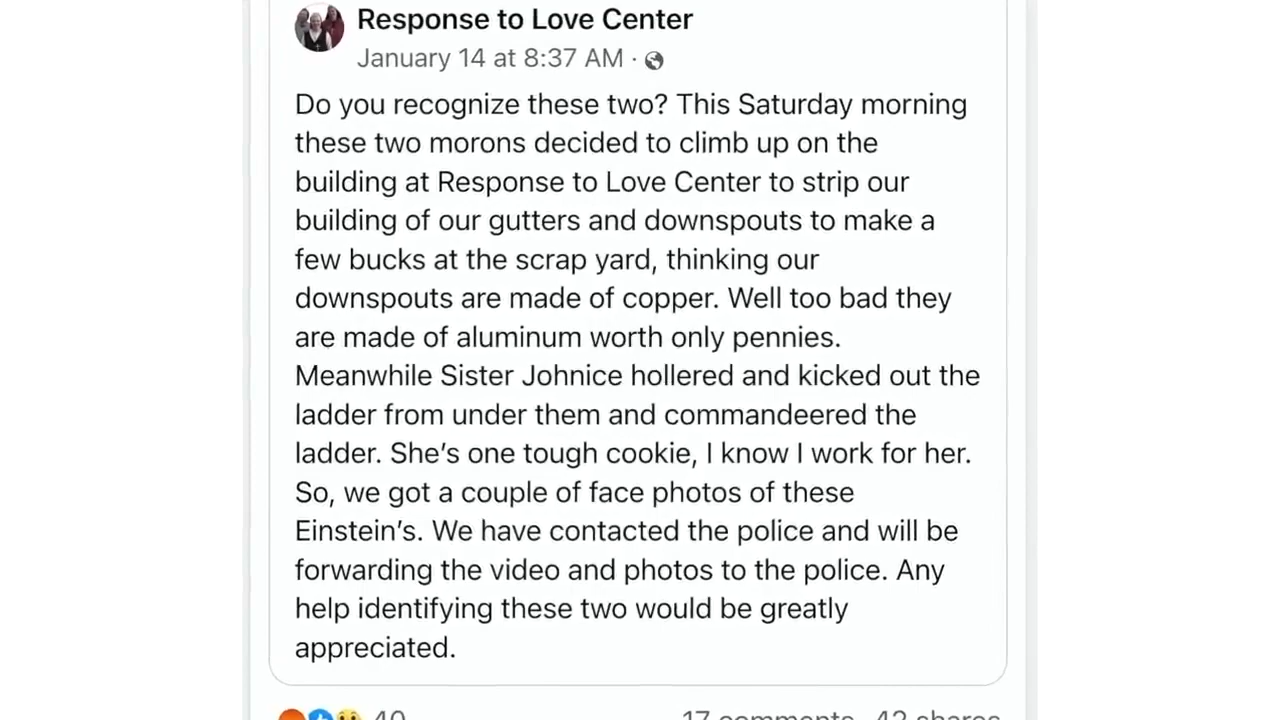 Response to Love Center
January 14 at 8:37 AM ·
Do you recognize these two? This Saturday morning
these two morons decided to climb up on the
building at Response to Love Center to strip our
building of our gutters and downspouts to make a
few bucks at the scrap yard, thinking our
downspouts are made of copper. Well too bad they
are made of aluminum worth only pennies.
Meanwhile Sister Johnice hollered and kicked out the
ladder from under them and commandeered the
ladder. She’s one tough cookie, I know I work for her.
So, we got a couple of face photos of these
Einstein’s. We have contacted the police and will be
forwarding the video and photos to the police. Any
help identifying these two would be greatly
appreciated.
40 17 comments 42 shares